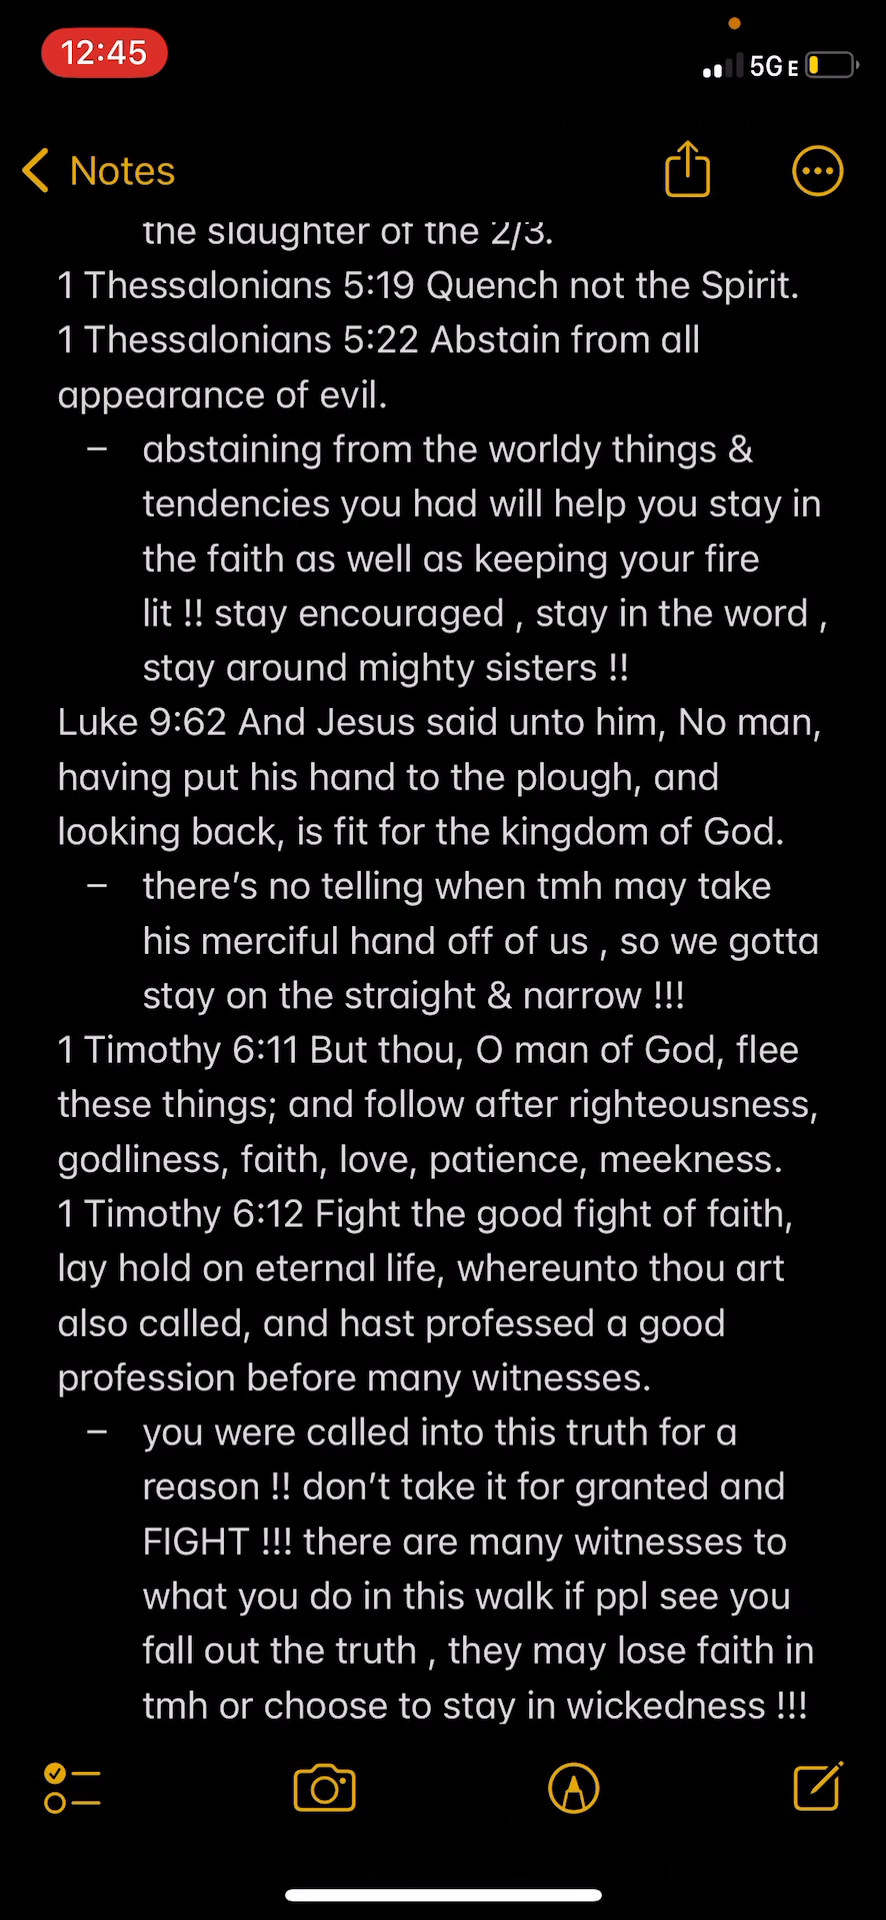 12:45
5GE
Notes
the slaughter of the 2/3.
1 Thessalonians 5:19 Quench not the Spirit.
1 Thessalonians 5:22 Abstain from all
appearance of evil.
– abstaining from the worldy things &
tendencies you had will help you stay in
the faith as well as keeping your fire
lit !! stay encouraged , stay in the word ,
stay around mighty sisters !!
Luke 9:62 And Jesus said unto him, No man,
having put his hand to the plough, and
looking back, is fit for the kingdom of God.
– there’s no telling when tmh may take
his merciful hand off of us , so we gotta
stay on the straight & narrow !!!
1 Timothy 6:11 But thou, O man of God, flee
these things; and follow after righteousness,
godliness, faith, love, patience, meekness.
1 Timothy 6:12 Fight the good fight of faith,
lay hold on eternal life, whereunto thou art
also called, and hast professed a good
profession before many witnesses.
– you were called into this truth for a
reason !! don’t take it for granted and
FIGHT !!! there are many witnesses to
what you do in this walk if ppl see you
fall out the truth , they may lose faith in
tmh or choose to stay in wickedness !!!